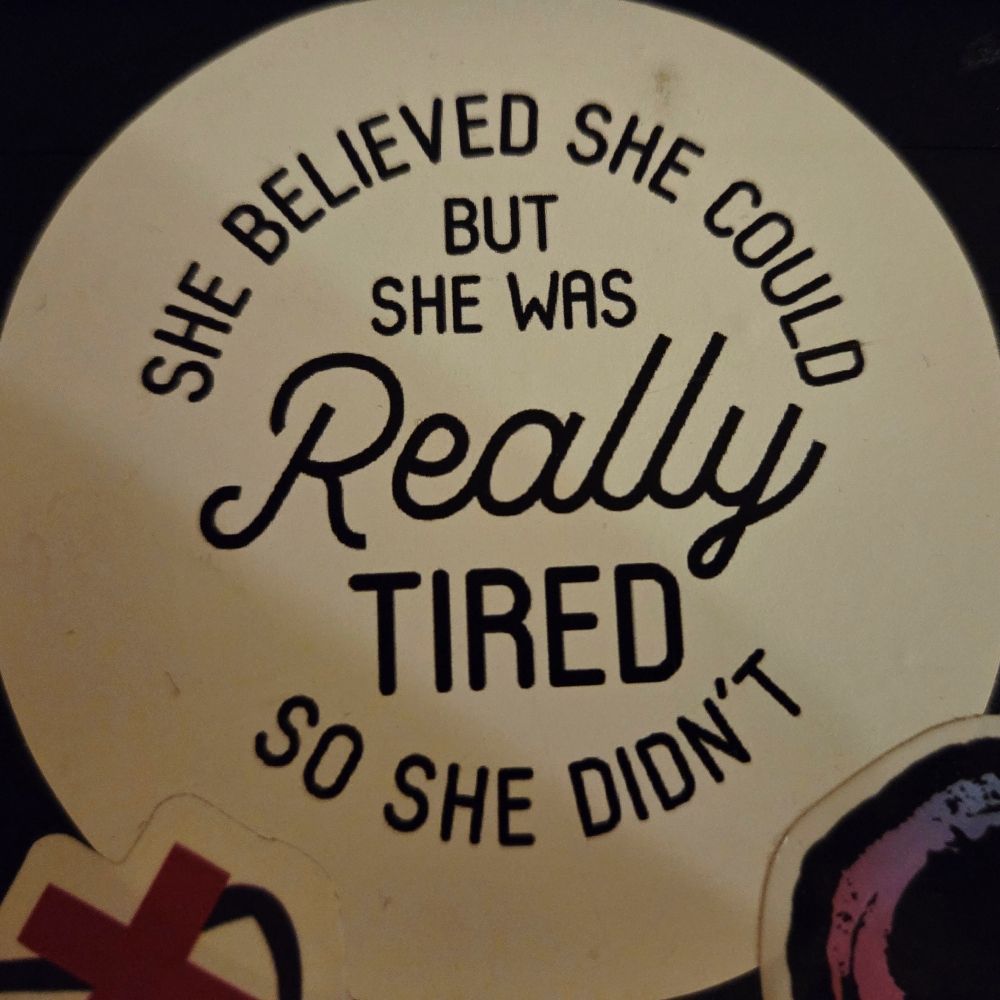 SHE BELIEVED SHE COULD
BUT
SHE WAS
Really
TIRED
SO SHE DIDN'T